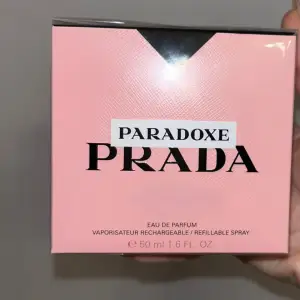 PARADOXE
PRADA
EAU DE PARFUM
VAPORISATEUR RECHARGEABLE / REFILLABLE SPRAY
℮ 50 ml 1.6 FL. OZ.